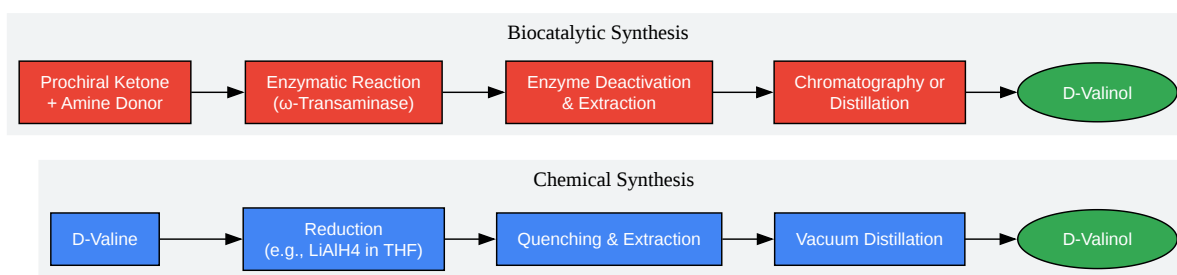 Biocatalytic Synthesis
Prochiral Ketone
+ Amine Donor
Enzymatic Reaction
(ω-Transaminase)
Enzyme Deactivation
& Extraction
Chromatography or
Distillation
D-Valinol
Chemical Synthesis
D-Valine
Reduction
(e.g., LiAlH4 in THF)
Quenching & Extraction
Vacuum Distillation
D-Valinol